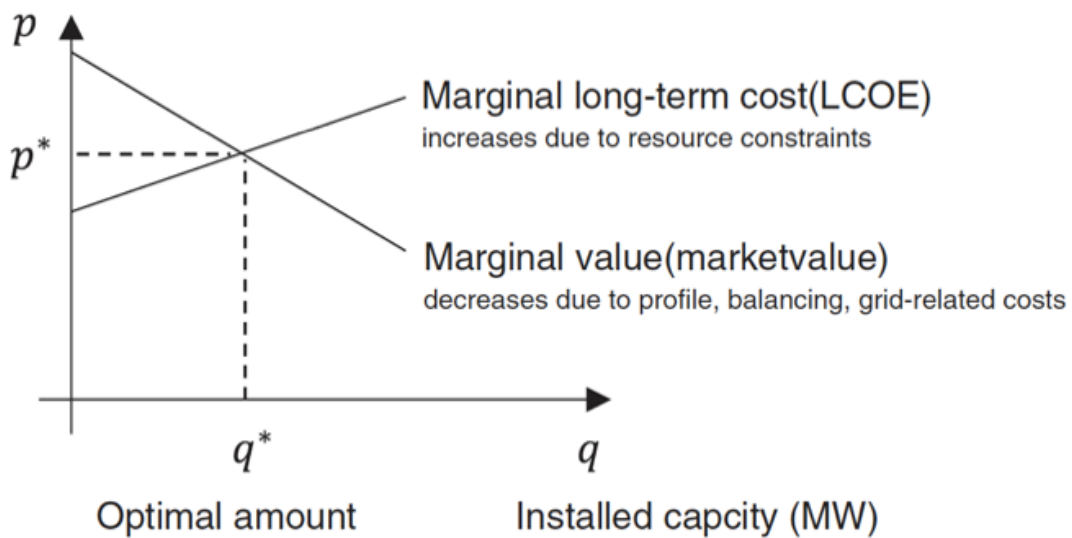 p
Marginal long-term cost(LCOE)
increases due to resource constraints
p*
Marginal value(marketvalue)
decreases due to profile, balancing, grid-related costs
q* q
Optimal amount Installed capcity (MW)